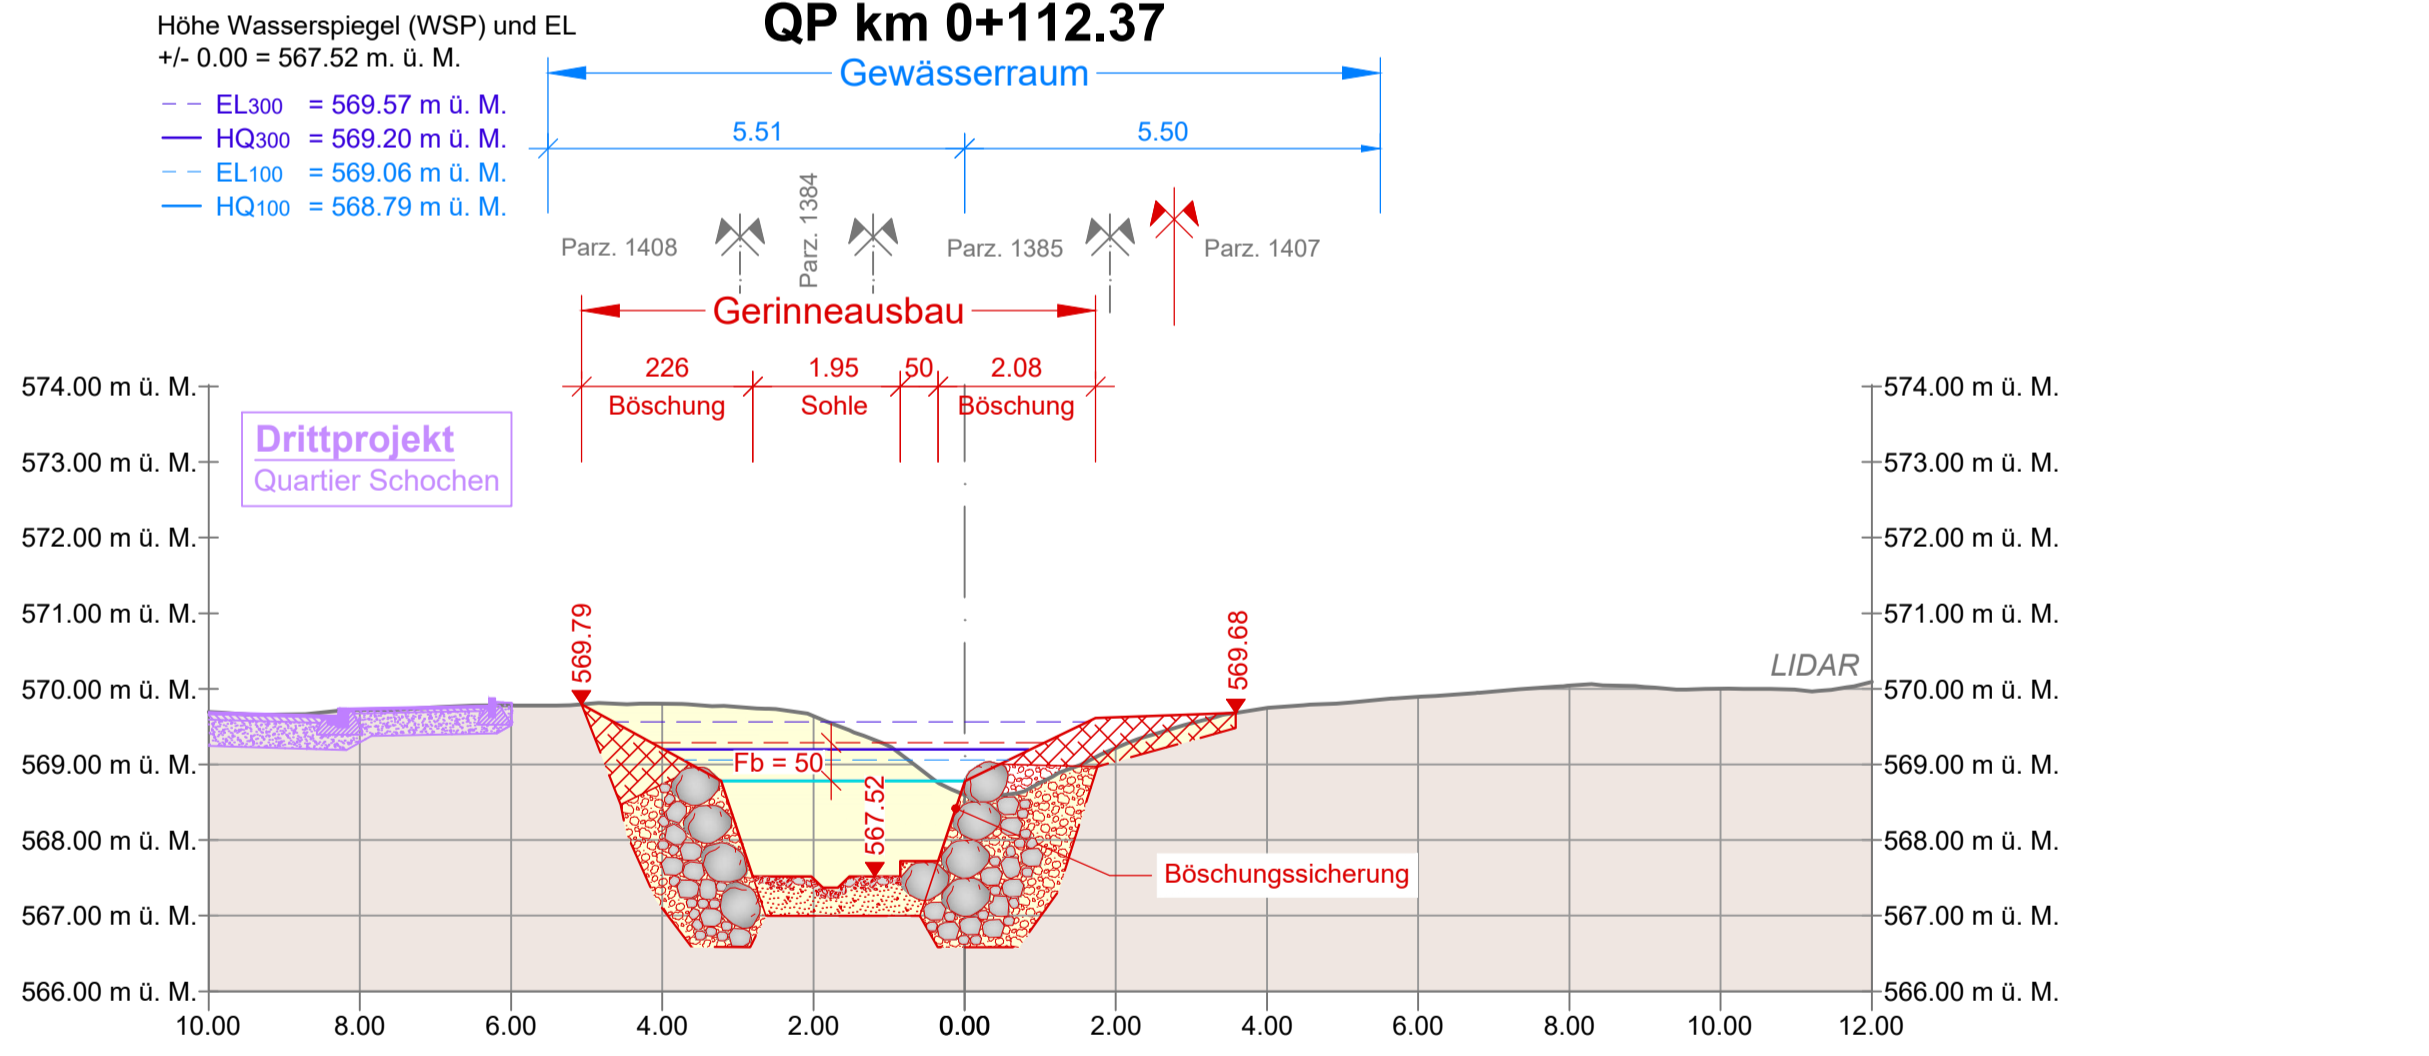 QP km 0+112.37
Höhe Wasserspiegel (WSP) und EL
+/- 0.00 = 567.52 m. ü. M.
EL300 = 569.57 m ü. M.
HQ300 = 569.20 m ü. M.
EL100 = 569.06 m ü. M.
HQ100 = 568.79 m ü. M.
Gewässerraum
5.51 5.50
Parz. 1408
Parz. 1384
Parz. 1385
Parz. 1407
Gerinneausbau
226 1.95 50 2.08
Böschung Sohle Böschung
574.00 m ü. M. 574.00 m ü. M.
Drittprojekt
Quartier Schochen
573.00 m ü. M. 573.00 m ü. M.
572.00 m ü. M. 572.00 m ü. M.
571.00 m ü. M. 571.00 m ü. M.
569.79
569.68
LIDAR
570.00 m ü. M. 570.00 m ü. M.
Fb = 50
569.00 m ü. M. 569.00 m ü. M.
567.52
568.00 m ü. M. 568.00 m ü. M.
Böschungssicherung
567.00 m ü. M. 567.00 m ü. M.
566.00 m ü. M. 566.00 m ü. M.
10.00 8.00 6.00 4.00 2.00 0.00 2.00 4.00 6.00 8.00 10.00 12.00